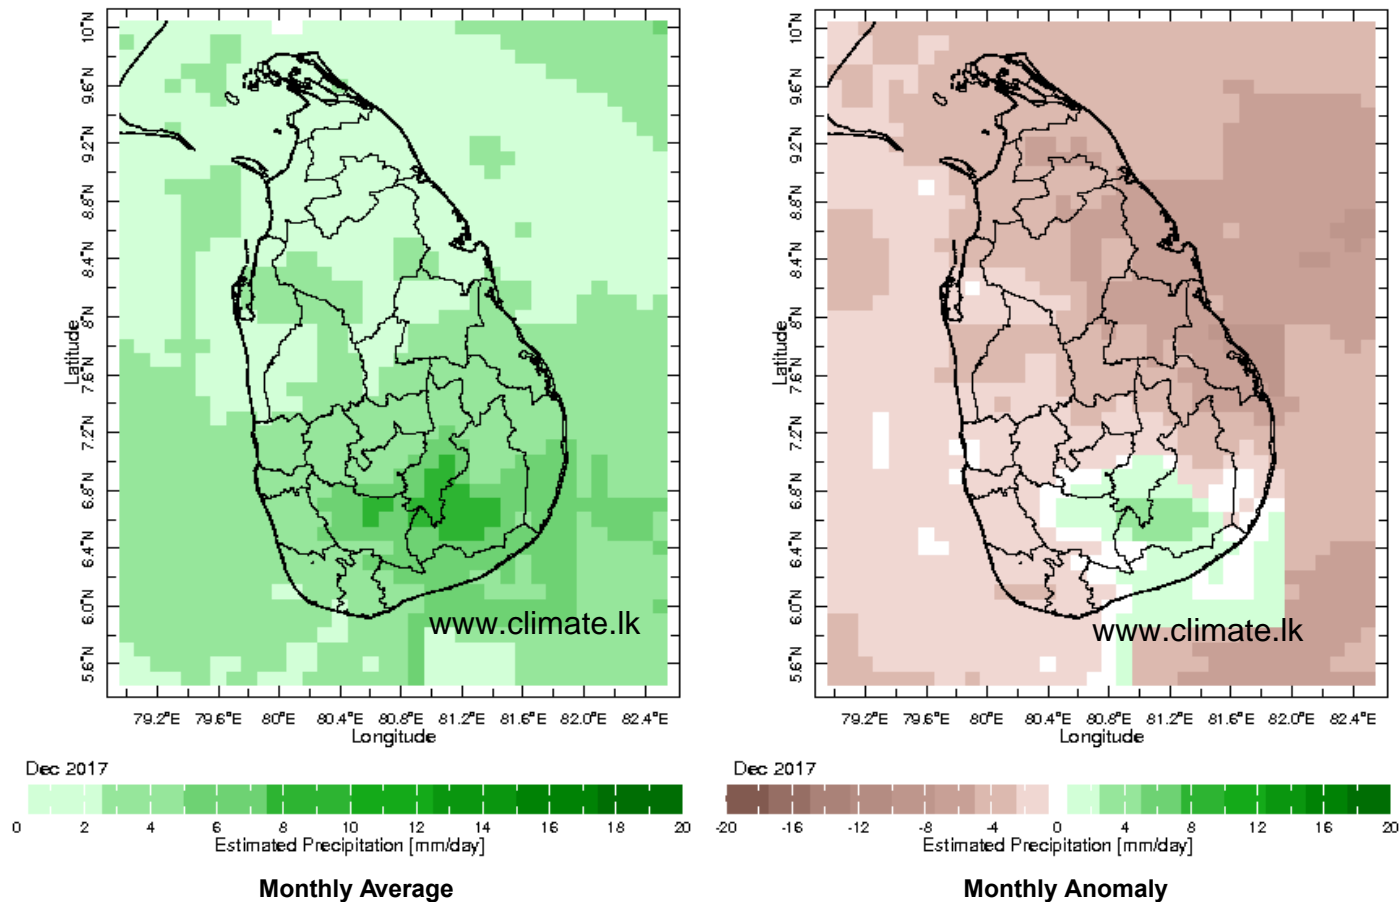 10°N
9.6°N
9.2°N
8.8°N
8.4°N
8°N
7.6°N
7.2°N
6.8°N
6.4°N
6.0°N
5.6°N
Latitude
www.climate.lk
79.2°E 79.6°E 80°E 80.4°E 80.8°E 81.2°E 81.6°E 82.0°E 82.4°E
Longitude
Dec 2017
0 2 4 6 8 10 12 14 16 18 20
Estimated Precipitation [mm/day]
Monthly Average
10°N
9.6°N
9.2°N
8.8°N
8.4°N
8°N
7.6°N
7.2°N
6.8°N
6.4°N
6.0°N
5.6°N
Latitude
www.climate.lk
79.2°E 79.6°E 80°E 80.4°E 80.8°E 81.2°E 81.6°E 82.0°E 82.4°E
Longitude
Dec 2017
-20 -16 -12 -8 -4 0 4 8 12 16 20
Estimated Precipitation [mm/day]
Monthly Anomaly